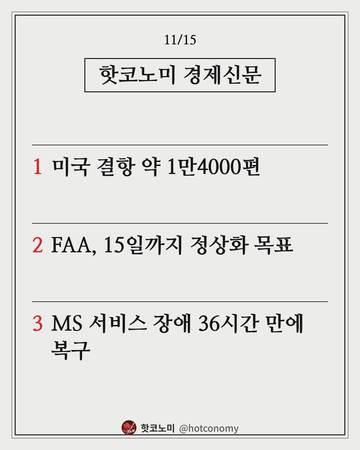 11/15
핫코노미 경제신문
1 미국 결항 약 1만4000편
2 FAA, 15일까지 정상화 목표
3 MS 서비스 장애 36시간 만에
복구
핫코노미 @hotconomy